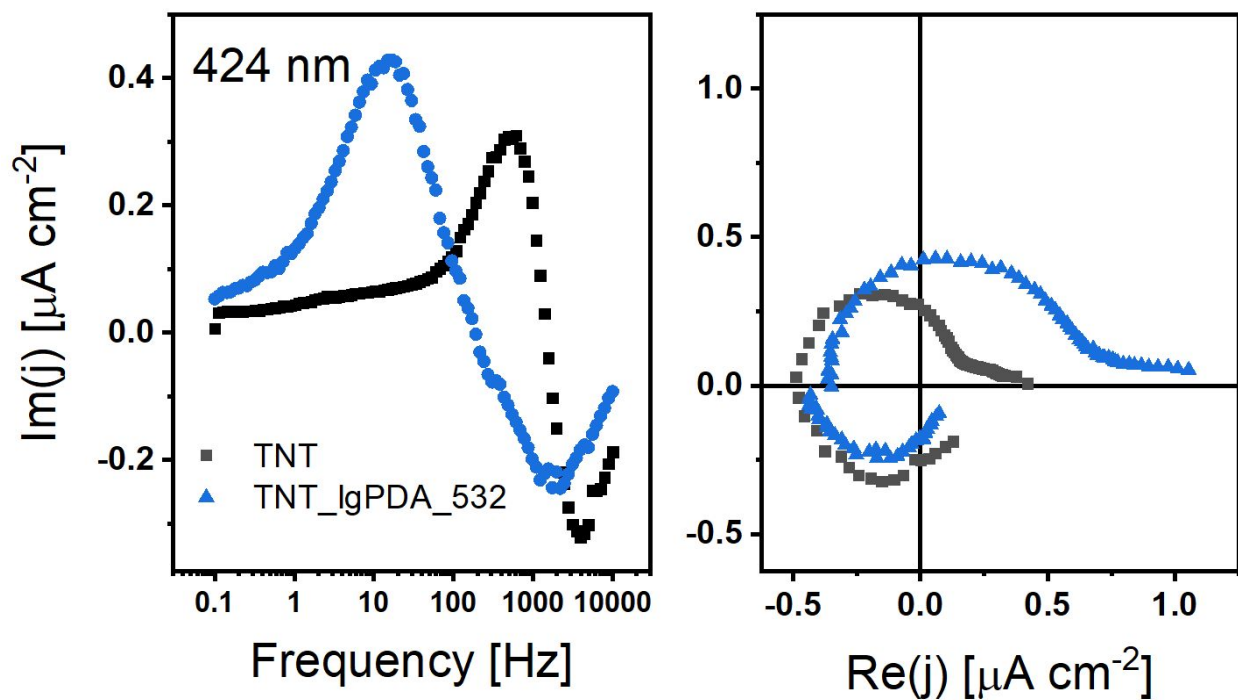 424 nm
Im(j) [μA cm-2]
0.4
0.2
0.0
-0.2
TNT
TNT_lgPDA_532
0.1 1 10 100 1000 10000
Frequency [Hz]
1.0
0.5
0.0
-0.5
-0.5 0.0 0.5 1.0
Re(j) [μA cm-2]